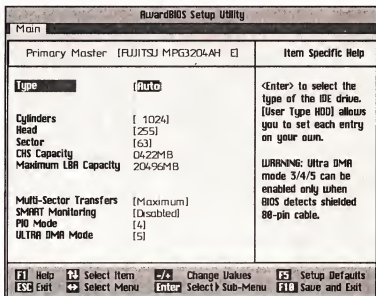 AwardBIOS Setup Utility
Main
Primary Master [FUJITSU MPG3204AH E]
Item Specific Help
Type [Auto]
Cylinders [ 1024]
Head [255]
Sector [63]
CHS Capacity 0422MB
Maximum LBA Capacity 20496MB
Multi-Sector Transfers [Maximum]
SMART Monitoring [Disabled]
PIO Mode [4]
ULTRA DMA Mode [5]
<Enter> to select the
type of the IDE drive.
[User Type HDD] allows
you to set each entry
on your own.
WARNING: Ultra DMA
mode 3/4/5 can be
enabled only when
BIOS detects shielded
80-pin cable.
F1 Help ↑↓ Select Item -/+ Change Values F5 Setup Defaults
ESC Exit ↔ Select Menu Enter Select ▸ Sub-Menu F10 Save and Exit